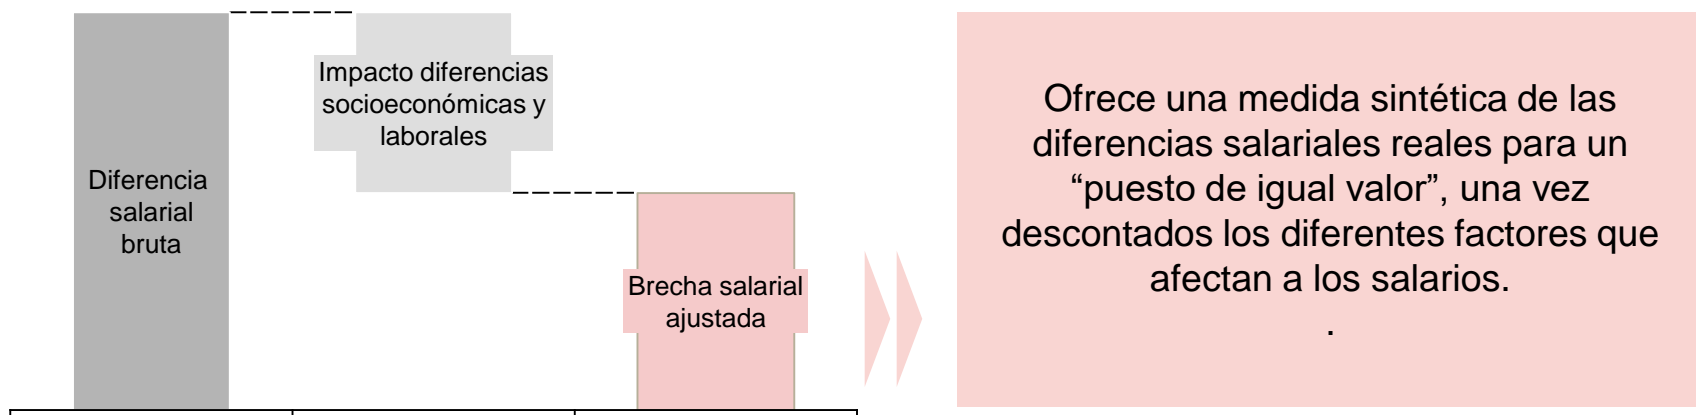 Diferencia
salarial
bruta
Impacto diferencias
socioeconómicas y
laborales
Brecha salarial
ajustada
Ofrece una medida sintética de las
diferencias salariales reales para un
“puesto de igual valor”, una vez
descontados los diferentes factores que
afectan a los salarios.
.